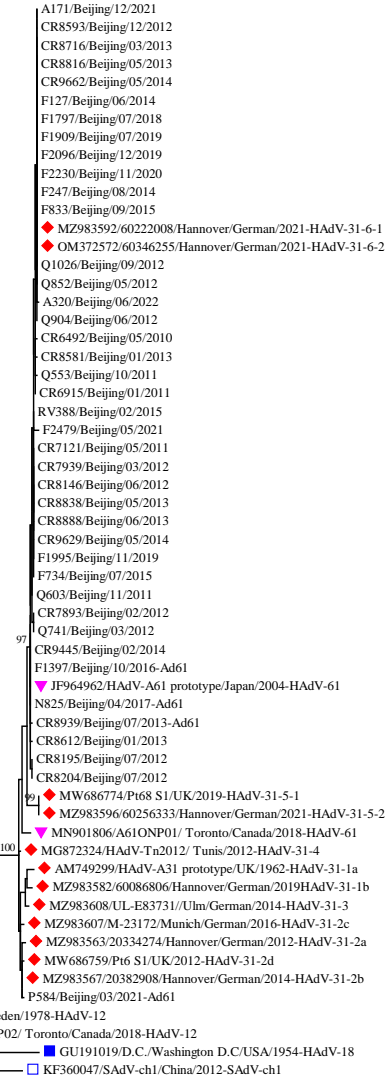 A171/Beijing/12/2021
CR8593/Beijing/12/2012
CR8716/Beijing/03/2013
CR8816/Beijing/05/2013
CR9662/Beijing/05/2014
F127/Beijing/06/2014
F1797/Beijing/07/2018
F1909/Beijing/07/2019
F2096/Beijing/12/2019
F2230/Beijing/11/2020
F247/Beijing/08/2014
F833/Beijing/09/2015
MZ983592/60222008/Hannover/German/2021-HAdV-31-6-1
OM372572/60346255/Hannover/German/2021-HAdV-31-6-2
Q1026/Beijing/09/2012
Q852/Beijing/05/2012
A320/Beijing/06/2022
Q904/Beijing/06/2012
CR6492/Beijing/05/2010
CR8581/Beijing/01/2013
Q553/Beijing/10/2011
CR6915/Beijing/01/2011
RV388/Beijing/02/2015
F2479/Beijing/05/2021
CR7121/Beijing/05/2011
CR7939/Beijing/03/2012
CR8146/Beijing/06/2012
CR8838/Beijing/05/2013
CR8888/Beijing/06/2013
CR9629/Beijing/05/2014
F1995/Beijing/11/2019
F734/Beijing/07/2015
Q603/Beijing/11/2011
CR7893/Beijing/02/2012
Q741/Beijing/03/2012
97
CR9445/Beijing/02/2014
F1397/Beijing/10/2016-Ad61
JF964962/HAdV-A61 prototype/Japan/2004-HAdV-61
N825/Beijing/04/2017-Ad61
CR8939/Beijing/07/2013-Ad61
CR8612/Beijing/01/2013
CR8195/Beijing/07/2012
CR8204/Beijing/07/2012
99 MW686774/Pt68 S1/UK/2019-HAdV-31-5-1
MZ983596/60256333/Hannover/German/2021-HAdV-31-5-2
MN901806/A61ONP01/ Toronto/Canada/2018-HAdV-61
100 MG872324/HAdV-Tn2012/ Tunis/2012-HAdV-31-4
AM749299/HAdV-A31 prototype/UK/1962-HAdV-31-1a
MZ983582/60086806/Hannover/German/2019HAdV-31-1b
MZ983608/UL-E83731//Ulm/German/2014-HAdV-31-3
MZ983607/M-23172/Munich/German/2016-HAdV-31-2c
MZ983563/20334274/Hannover/German/2012-HAdV-31-2a
MW686759/Pt6 S1/UK/2012-HAdV-31-2d
MZ983567/20382908/Hannover/German/2014-HAdV-31-2b
P584/Beijing/03/2021-Ad61
eden/1978-HAdV-12
P02/ Toronto/Canada/2018-HAdV-12
GU191019/D.C./Washington D.C/USA/1954-HAdV-18
KF360047/SAdV-ch1/China/2012-SAdV-ch1